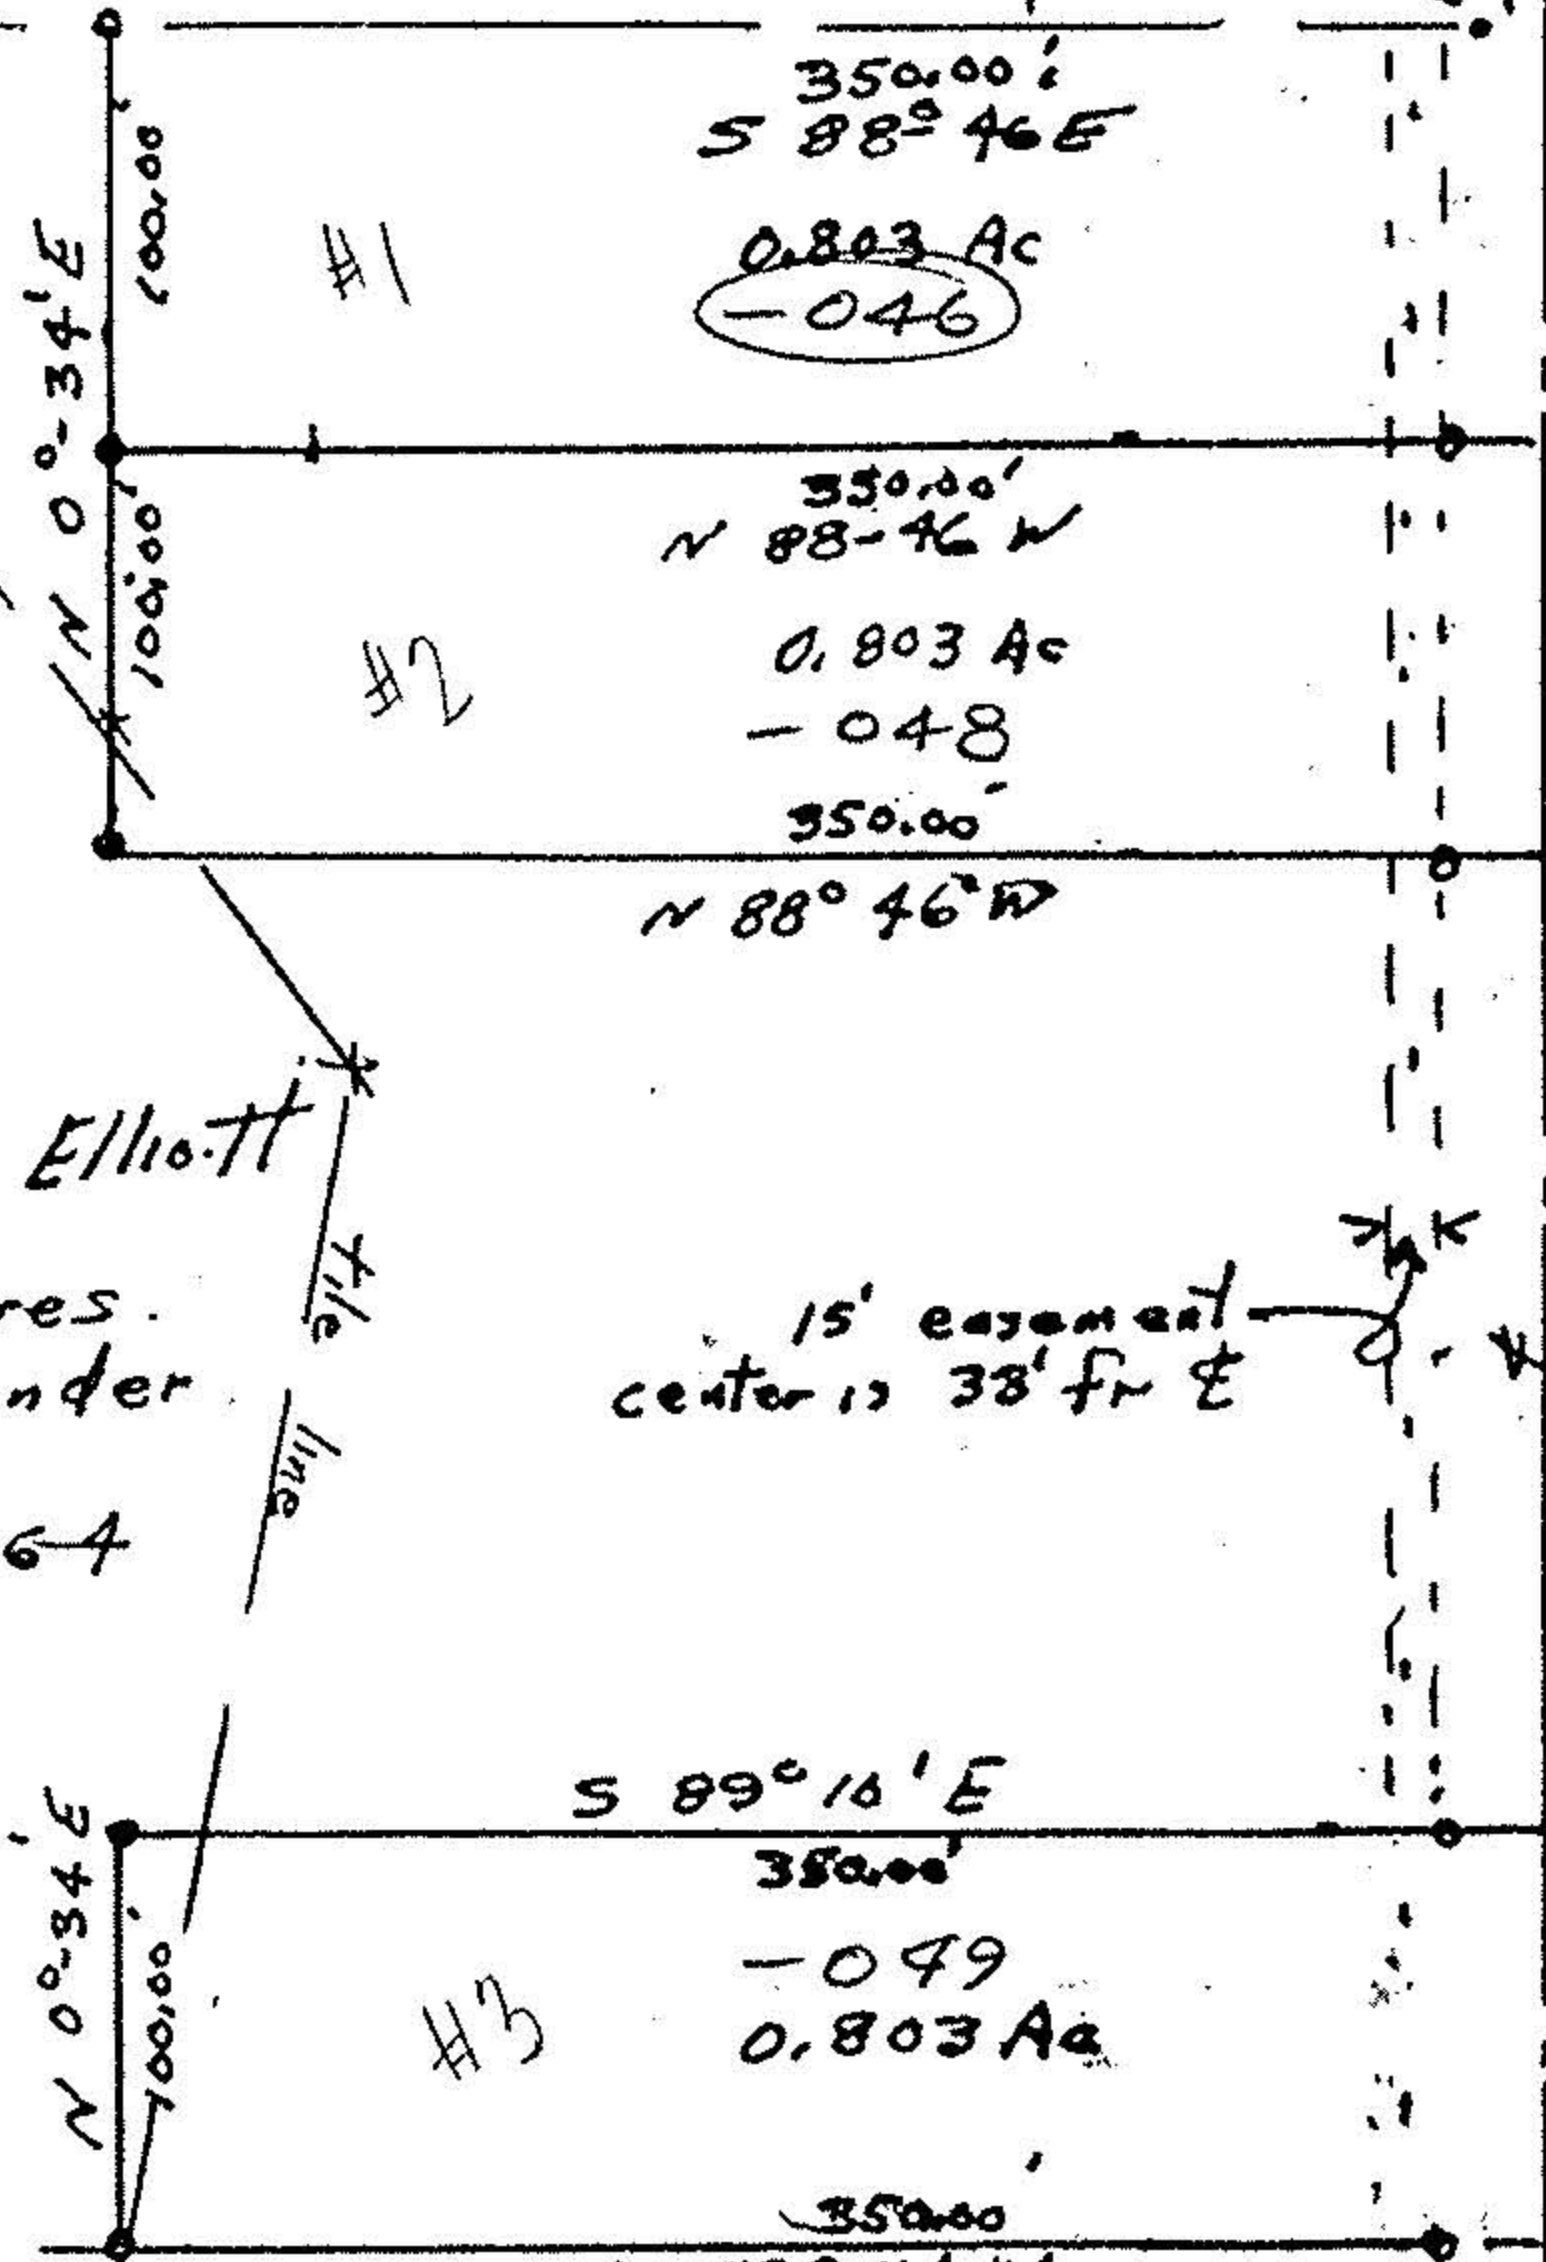 350.00'
S 88° 46 E
100.00'
N 0°-34' E
#1
0.803 Ac
-046
350.00'
N 88-46 W
100.00'
#2
0.803 Ac
-048
350.00'
N 88° 46' W
Elliott
tile
line
res.
nder
64
15' easement
center is 33' fr ℄
S 89° 10' E
350.00'
N 0°-34' E
100.00'
#3
-049
0.803 Ac
350.00'